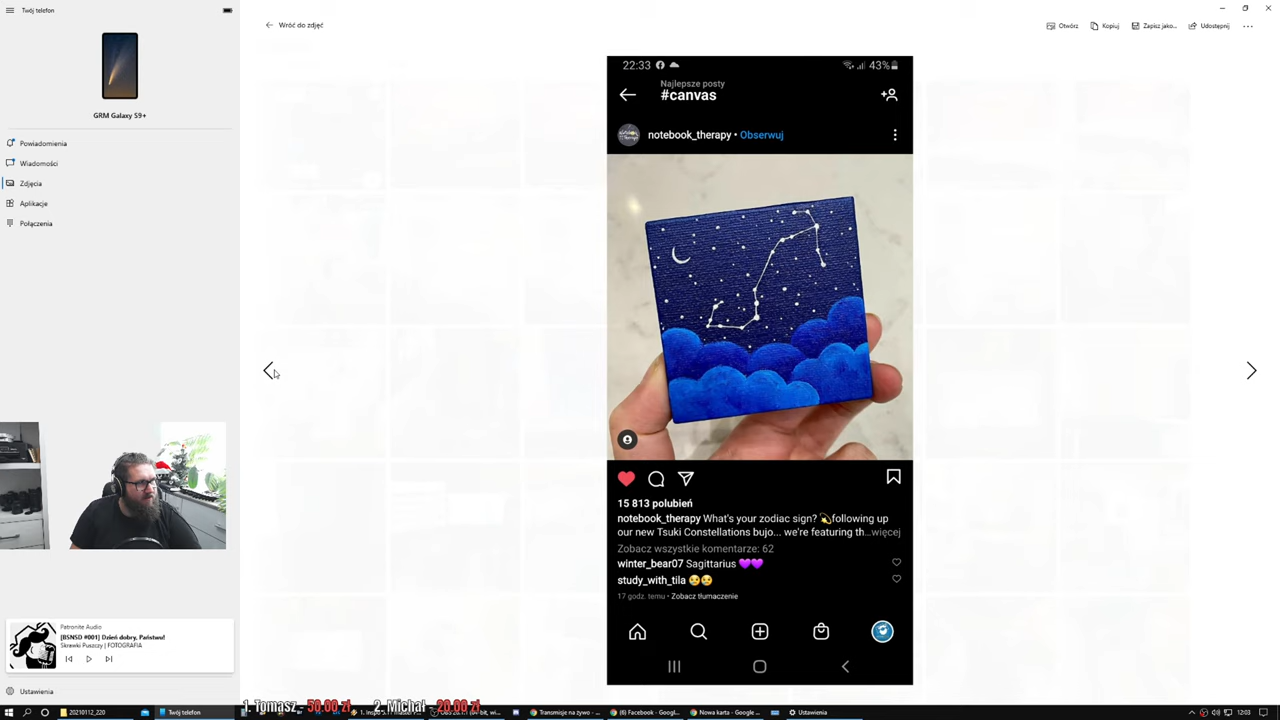 Twój telefon
GRM Galaxy S9+
Powiadomienia
Wiadomości
Zdjęcia
Aplikacje
Połączenia
Patronite Audio
[BSNSD #001] Dzień dobry, Państwu!
Skrawki Puszczy | FOTOGRAFIA
Ustawienia
Wróć do zdjęć
Otwórz
Kopiuj
Zapisz jako...
Udostępnij
22:33
43%
Najlepsze posty
#canvas
notebook_therapy • Obserwuj
15 813 polubień
notebook_therapy What's your zodiac sign? 💫following up
our new Tsuki Constellations bujo... we're featuring th...więcej
Zobacz wszystkie komentarze: 62
winter_bear07 Sagittarius 💜💜
study_with_tila 😢😢
17 godz. temu • Zobacz tłumaczenie
1. Tomasz - 50.00 zł 2. Michał - 20.00 zł
20210112_220
Twój telefon
Transmisje na żywo - ...
(6) Facebook - Googl...
Nowa karta - Google ...
Ustawienia
12:03